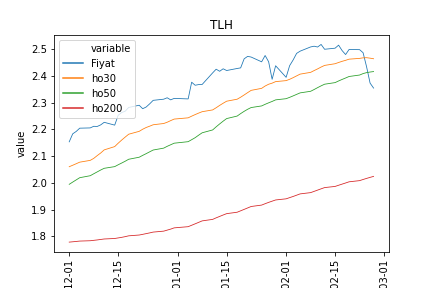 TLH
variable
Fiyat
ho30
ho50
ho200
value
2.5
2.4
2.3
2.2
2.1
2.0
1.9
1.8
12-01
12-15
01-01
01-15
02-01
02-15
03-01